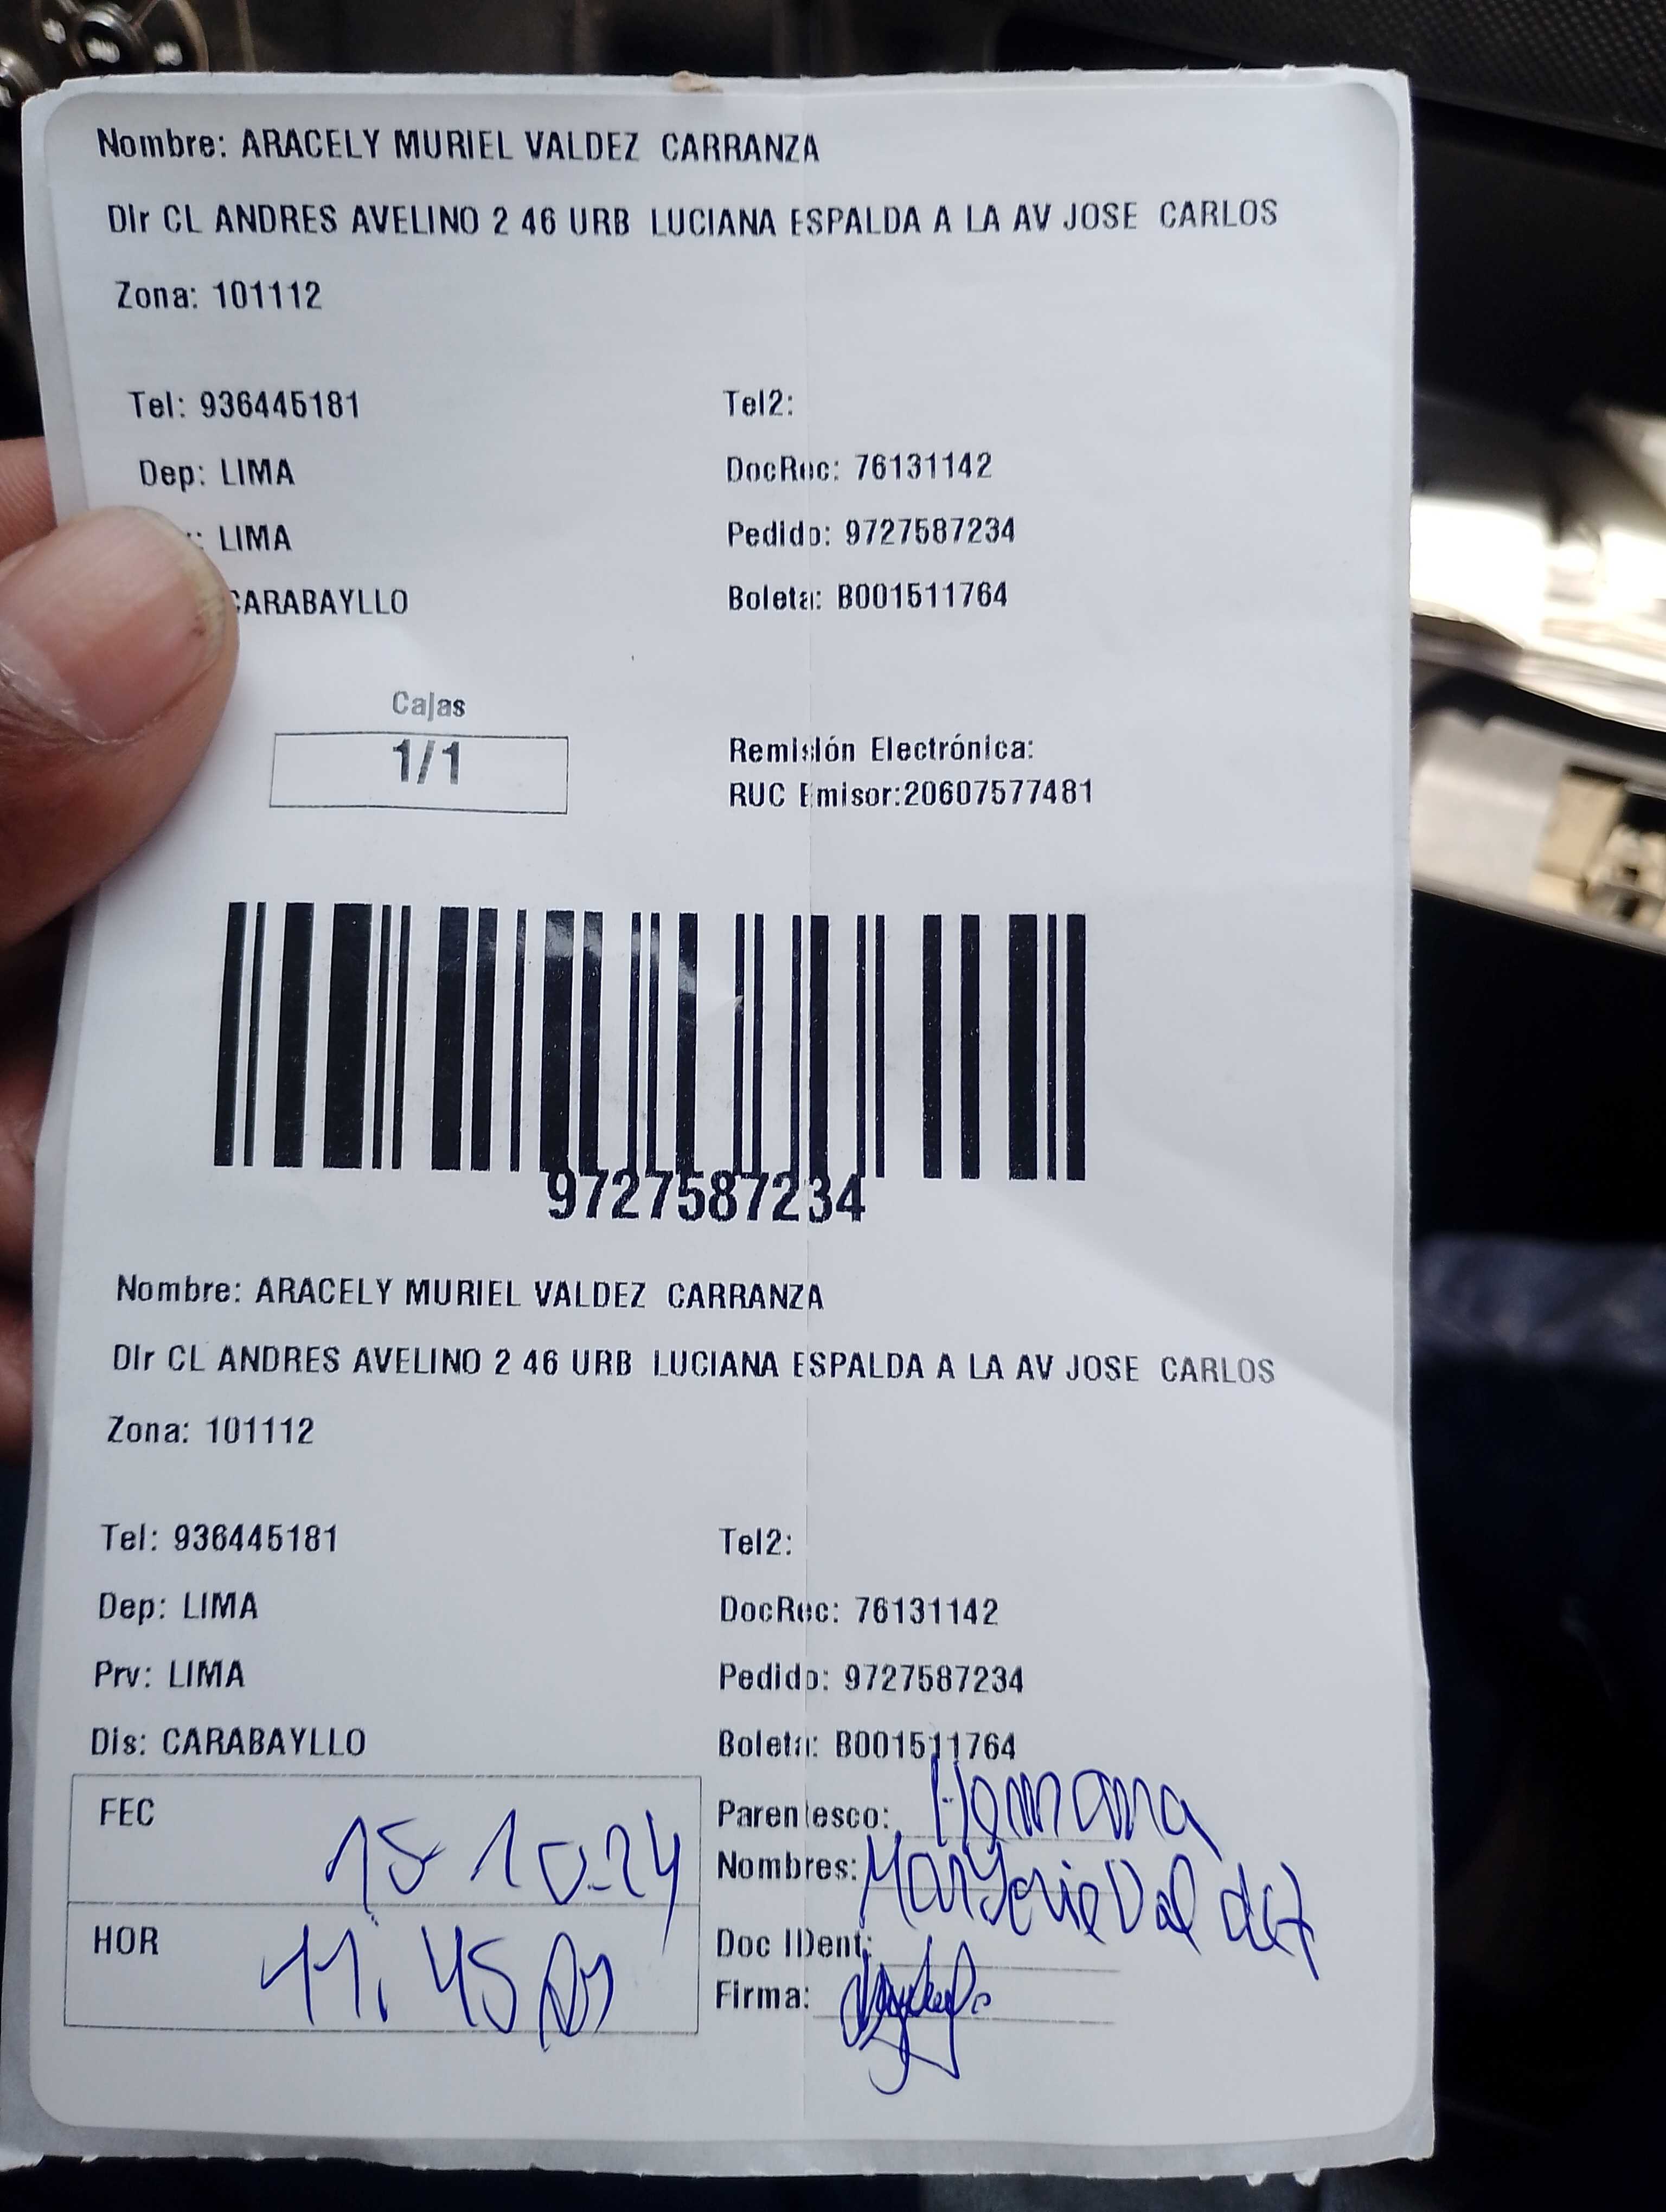 Nombre: ARACELY MURIEL VALDEZ CARRANZA
Dir CL ANDRES AVELINO 2 46 URB LUCIANA ESPALDA A LA AV JOSE CARLOS
Zona: 101112
Tel: 936445181 Tel2:
Dep: LIMA DocRec: 76131142
: LIMA Pedido: 9727587234
CARABAYLLO Boleta: B001511764
Cajas
1/1
Remisión Electrónica:
RUC Emisor:20607577481
9727587234
Nombre: ARACELY MURIEL VALDEZ CARRANZA
Dir CL ANDRES AVELINO 2 46 URB LUCIANA ESPALDA A LA AV JOSE CARLOS
Zona: 101112
Tel: 936445181 Tel2:
Dep: LIMA DocRec: 76131142
Prv: LIMA Pedido: 9727587234
Dis: CARABAYLLO Boleta: B001511764
FEC 15-10-24 Parentesco: Hermana
Nombres: Maryorie Valdez
HOR 11:45 Doc IDent:
Firma: